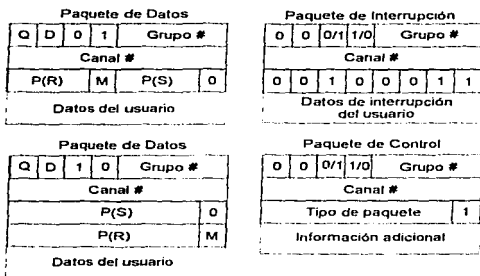 Paquete de Datos
Q D 0 1 Grupo #
Canal #
P(R) M P(S) 0
Datos del usuario
Paquete de Interrupción
0 0 0/1 1/0 Grupo #
Canal #
0 0 1 0 0 0 1 1
Datos de interrupción
del usuario
Paquete de Datos
Q D 1 0 Grupo #
Canal #
P(S) 0
P(R) M
Datos del usuario
Paquete de Control
0 0 0/1 1/0 Grupo #
Canal #
Tipo de paquete 1
Información adicional